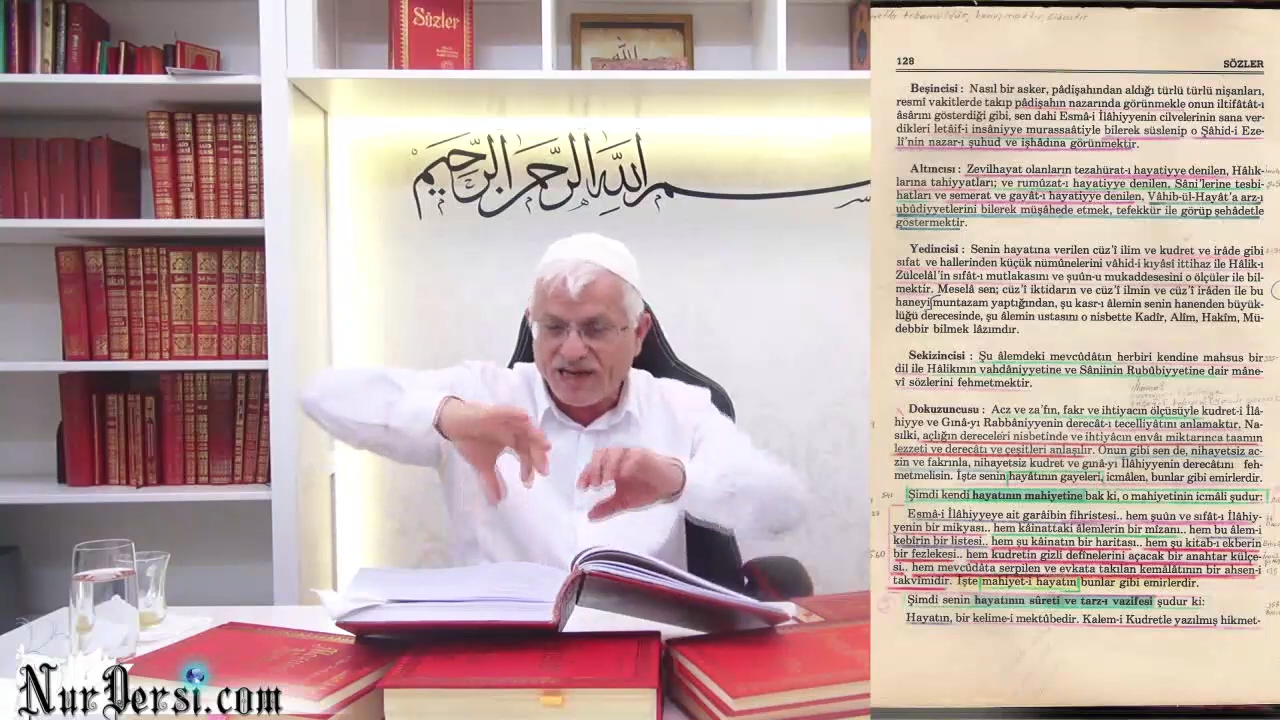 Sözler
بسم الله الرحمن الرحيم
الله
NurDersi.com
128 SÖZLER
Beşincisi : Nasıl bir asker, pâdişahından aldığı türlü türlü nişanları,
resmî vakitlerde takıp pâdişahın nazarında görünmekle onun iltifâtât-ı
âsârını gösterdiği gibi, sen dahi Esmâ-i İlâhiyyenin cilvelerinin sana ver-
dikleri letâif-i insâniyye murassaâtiyle bilerek süslenip o Şâhid-i Eze-
lî'nin nazar-ı şuhud ve işhâdına görünmektir.
Altıncısı : Zevilhayat olanların tezahürat-ı hayatiyye denilen, Hâlık-
larına tahiyyatları; ve rumûzat-ı hayatiyye denilen, Sâni'lerine tesbi-
hatları ve semerat ve gayât-ı hayatiyye denilen, Vâhib-ül-Hayât'a arz-ı
ubûdiyyetlerini bilerek müşâhede etmek, tefekkür ile görüp şehâdetle
göstermektir.
Yedincisi : Senin hayatına verilen cüz'î ilim ve kudret ve irâde gibi
sıfat ve hallerinden küçük nümûnelerini vâhid-i kıyâsî ittihaz ile Hâlik-ı
Zülcelâl'in sıfât-ı mutlakasını ve şuûn-u mukaddesesini o ölçüler ile bil-
mektir. Meselâ sen; cüz'î iktidarın ve cüz'î ilmin ve cüz'î irâden ile bu
haneyi muntazam yaptığından, şu kasr-ı âlemin senin hanenden büyük-
lüğü derecesinde, şu âlemin ustasını o nisbette Kadîr, Alîm, Hakîm, Mü-
debbir bilmek lâzımdır.
Sekizincisi : Şu âlemdeki mevcûdâtın herbiri kendine mahsus bir
dil ile Hâlikının vahdâniyyetine ve Sâniinin Rubûbiyyetine dair mâne-
vî sözlerini fehmetmektir.
Dokuzuncusu : Acz ve za'fın, fakr ve ihtiyacın ölçüsüyle kudret-i İlâ-
hiyye ve Gınâ-yı Rabbâniyyenin derecât-ı tecelliyâtını anlamaktır. Na-
sılki, açlığın dereceleri nisbetinde ve ihtiyacın envâı miktarınca taamın
lezzeti ve derecâtı ve çeşitleri anlaşılır. Onun gibi sen de, nihayetsiz ac-
zin ve fakrınla, nihayetsiz kudret ve gınâ-yı İlâhiyyenin derecâtını feh-
metmelisin. İşte senin hayâtının gayeleri, icmâlen, bunlar gibi emirlerdir.
Şimdi kendi hayatının mahiyetine bak ki, o mahiyetinin icmâli şudur:
Esmâ-i İlâhiyyeye ait garâibin fihristesi.. hem şuûn ve sıfât-ı İlâhiy-
yenin bir mikyası.. hem kâinattaki âlemlerin bir mîzanı.. hem bu âlem-i
kebîrin bir listesi.. hem şu kâinatın bir haritası.. hem şu kitab-ı ekberin
bir fezlekesi.. hem kudretin gizli defînelerini açacak bir anahtar külçe-
si.. hem mevcûdâta serpilen ve evkata takılan kemâlâtının bir ahsen-i
takvimidir. İşte mahiyet-i hayatın bunlar gibi emirlerdir.
Şimdi senin hayatının sûreti ve tarz-ı vazifesi şudur ki:
Hayatın, bir kelime-i mektûbedir. Kalem-i Kudretle yazılmış hikmet-